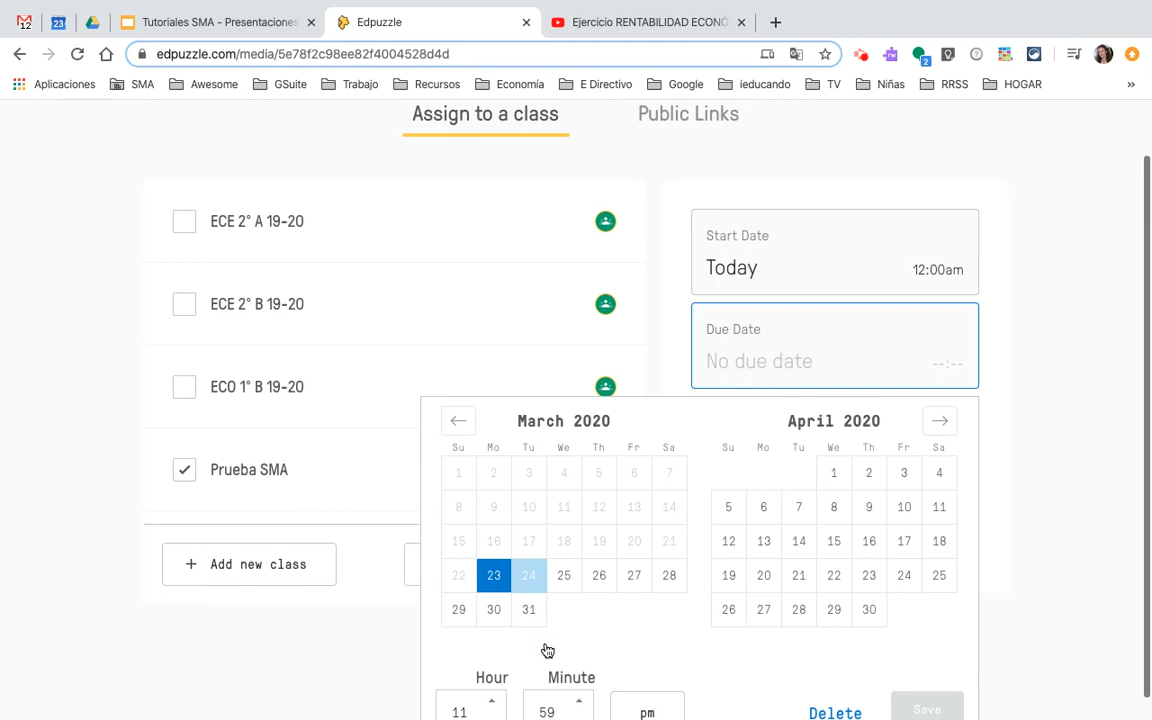 12
23
Tutoriales SMA - Presentaciones
Edpuzzle
Ejercicio RENTABILIDAD ECONÓ
edpuzzle.com/media/5e78f2c98ee82f4004528d4d
2
Aplicaciones SMA Awesome GSuite Trabajo Recursos Economía E Directivo Google ieducando TV Niñas RRSS HOGAR »
Assign to a class Public Links
ECE 2° A 19-20
ECE 2° B 19-20
ECO 1° B 19-20
Prueba SMA
+ Add new class
Start Date
Today 12:00am
Due Date
No due date --:--
March 2020
Su Mo Tu We Th Fr Sa
1 2 3 4 5 6 7
8 9 10 11 12 13 14
15 16 17 18 19 20 21
22 23 24 25 26 27 28
29 30 31
April 2020
Su Mo Tu We Th Fr Sa
1 2 3 4
5 6 7 8 9 10 11
12 13 14 15 16 17 18
19 20 21 22 23 24 25
26 27 28 29 30
Hour Minute
11 59 pm
Delete Save